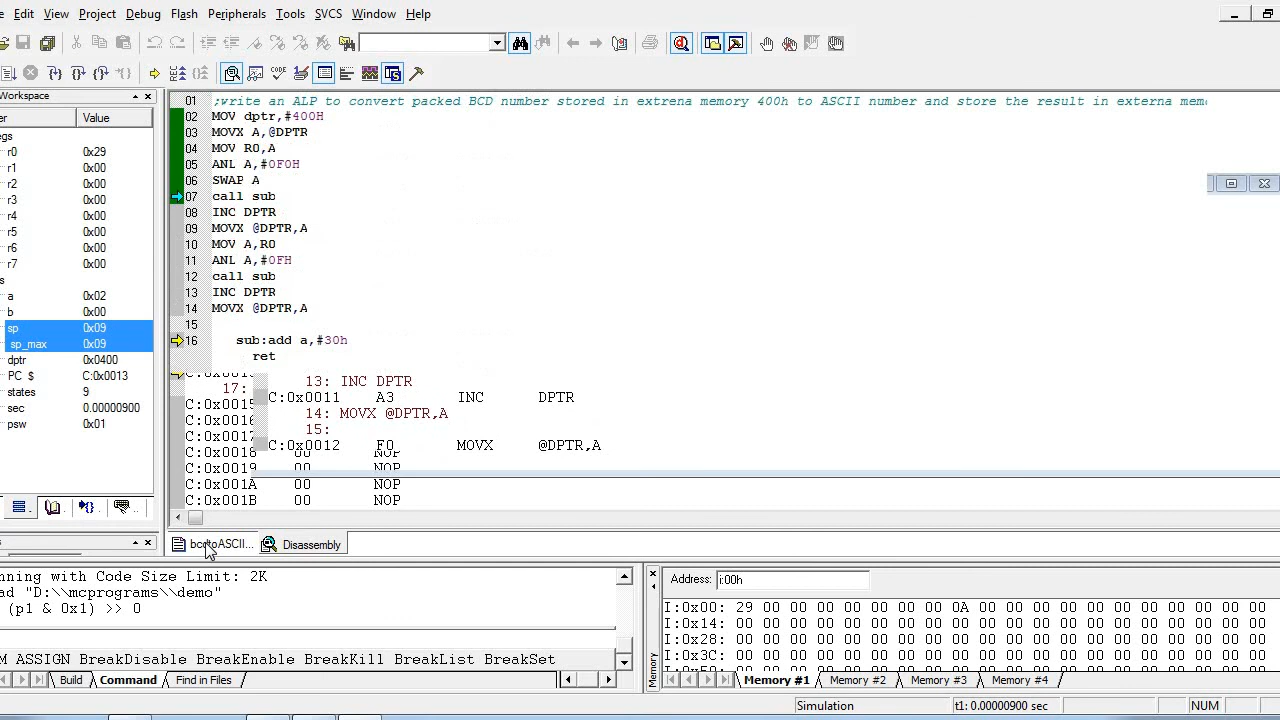 Edit View Project Debug Flash Peripherals Tools SVCS Window Help
Workspace
er Value
egs
r0 0x29
r1 0x00
r2 0x00
r3 0x00
r4 0x00
r5 0x00
r6 0x00
r7 0x00
s
a 0x02
b 0x00
sp 0x09
sp_max 0x09
dptr 0x0400
PC $ C:0x0013
states 9
sec 0.00000900
psw 0x01
01 ;write an ALP to convert packed BCD number stored in extrena memory 400h to ASCII number and store the result in externa mem
02 MOV dptr,#400H
03 MOVX A,@DPTR
04 MOV R0,A
05 ANL A,#0F0H
06 SWAP A
07 call sub
08 INC DPTR
09 MOVX @DPTR,A
10 MOV A,R0
11 ANL A,#0FH
12 call sub
13 INC DPTR
14 MOVX @DPTR,A
15
16 sub:add a,#30h
ret
13: INC DPTR
17:
C:0x0011 A3 INC DPTR
C:0x0015
14: MOVX @DPTR,A
C:0x0016
15:
C:0x0017
C:0x0012 F0 MOVX @DPTR,A
C:0x0018 00 NOP
C:0x0019 00 NOP
C:0x001A 00 NOP
C:0x001B 00 NOP
bcdtoASCII... Disassembly
nning with Code Size Limit: 2K
ad "D:\\mcprograms\\demo"
(p1 & 0x1) >> 0
M ASSIGN BreakDisable BreakEnable BreakKill BreakList BreakSet
Build Command Find in Files
Memory
Address: i:00h
I:0x00: 29 00 00 00 00 00 00 00 0A 00 00 00 00 00 00 00 00 00 00 00
I:0x14: 00 00 00 00 00 00 00 00 00 00 00 00 00 00 00 00 00 00 00 00
I:0x28: 00 00 00 00 00 00 00 00 00 00 00 00 00 00 00 00 00 00 00 00
I:0x3C: 00 00 00 00 00 00 00 00 00 00 00 00 00 00 00 00 00 00 00 00
Memory #1 Memory #2 Memory #3 Memory #4
Simulation t1: 0.00000900 sec NUM